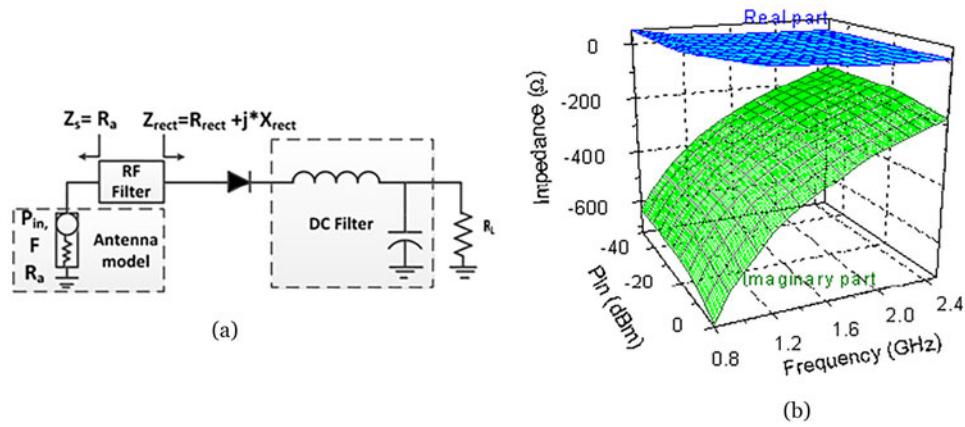 Zs= Ra
Zrect=Rrect +j*Xrect
RF
Filter
Pin,
F
Ra
Antenna
model
DC Filter
RL
(a)
Real part
0
-200
-400
-600
Impedance (Ω)
-40
-20
0
Pin (dBm)
Imaginary part
0.8
1.2
1.6
2.0
2.4
Frequency (GHz)
(b)